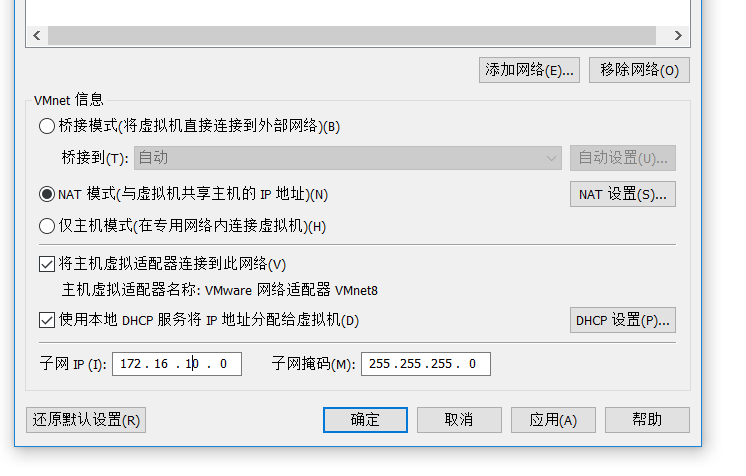 添加网络(E)... 移除网络(O)
VMnet 信息
桥接模式(将虚拟机直接连接到外部网络)(B)
桥接到(T): 自动 自动设置(U)...
NAT 模式(与虚拟机共享主机的 IP 地址)(N) NAT 设置(S)...
仅主机模式(在专用网络内连接虚拟机)(H)
将主机虚拟适配器连接到此网络(V)
主机虚拟适配器名称: VMware 网络适配器 VMnet8
使用本地 DHCP 服务将 IP 地址分配给虚拟机(D) DHCP 设置(P)...
子网 IP (I): 172 . 16 . 10 . 0 子网掩码(M): 255 . 255 . 255 . 0
还原默认设置(R) 确定 取消 应用(A) 帮助